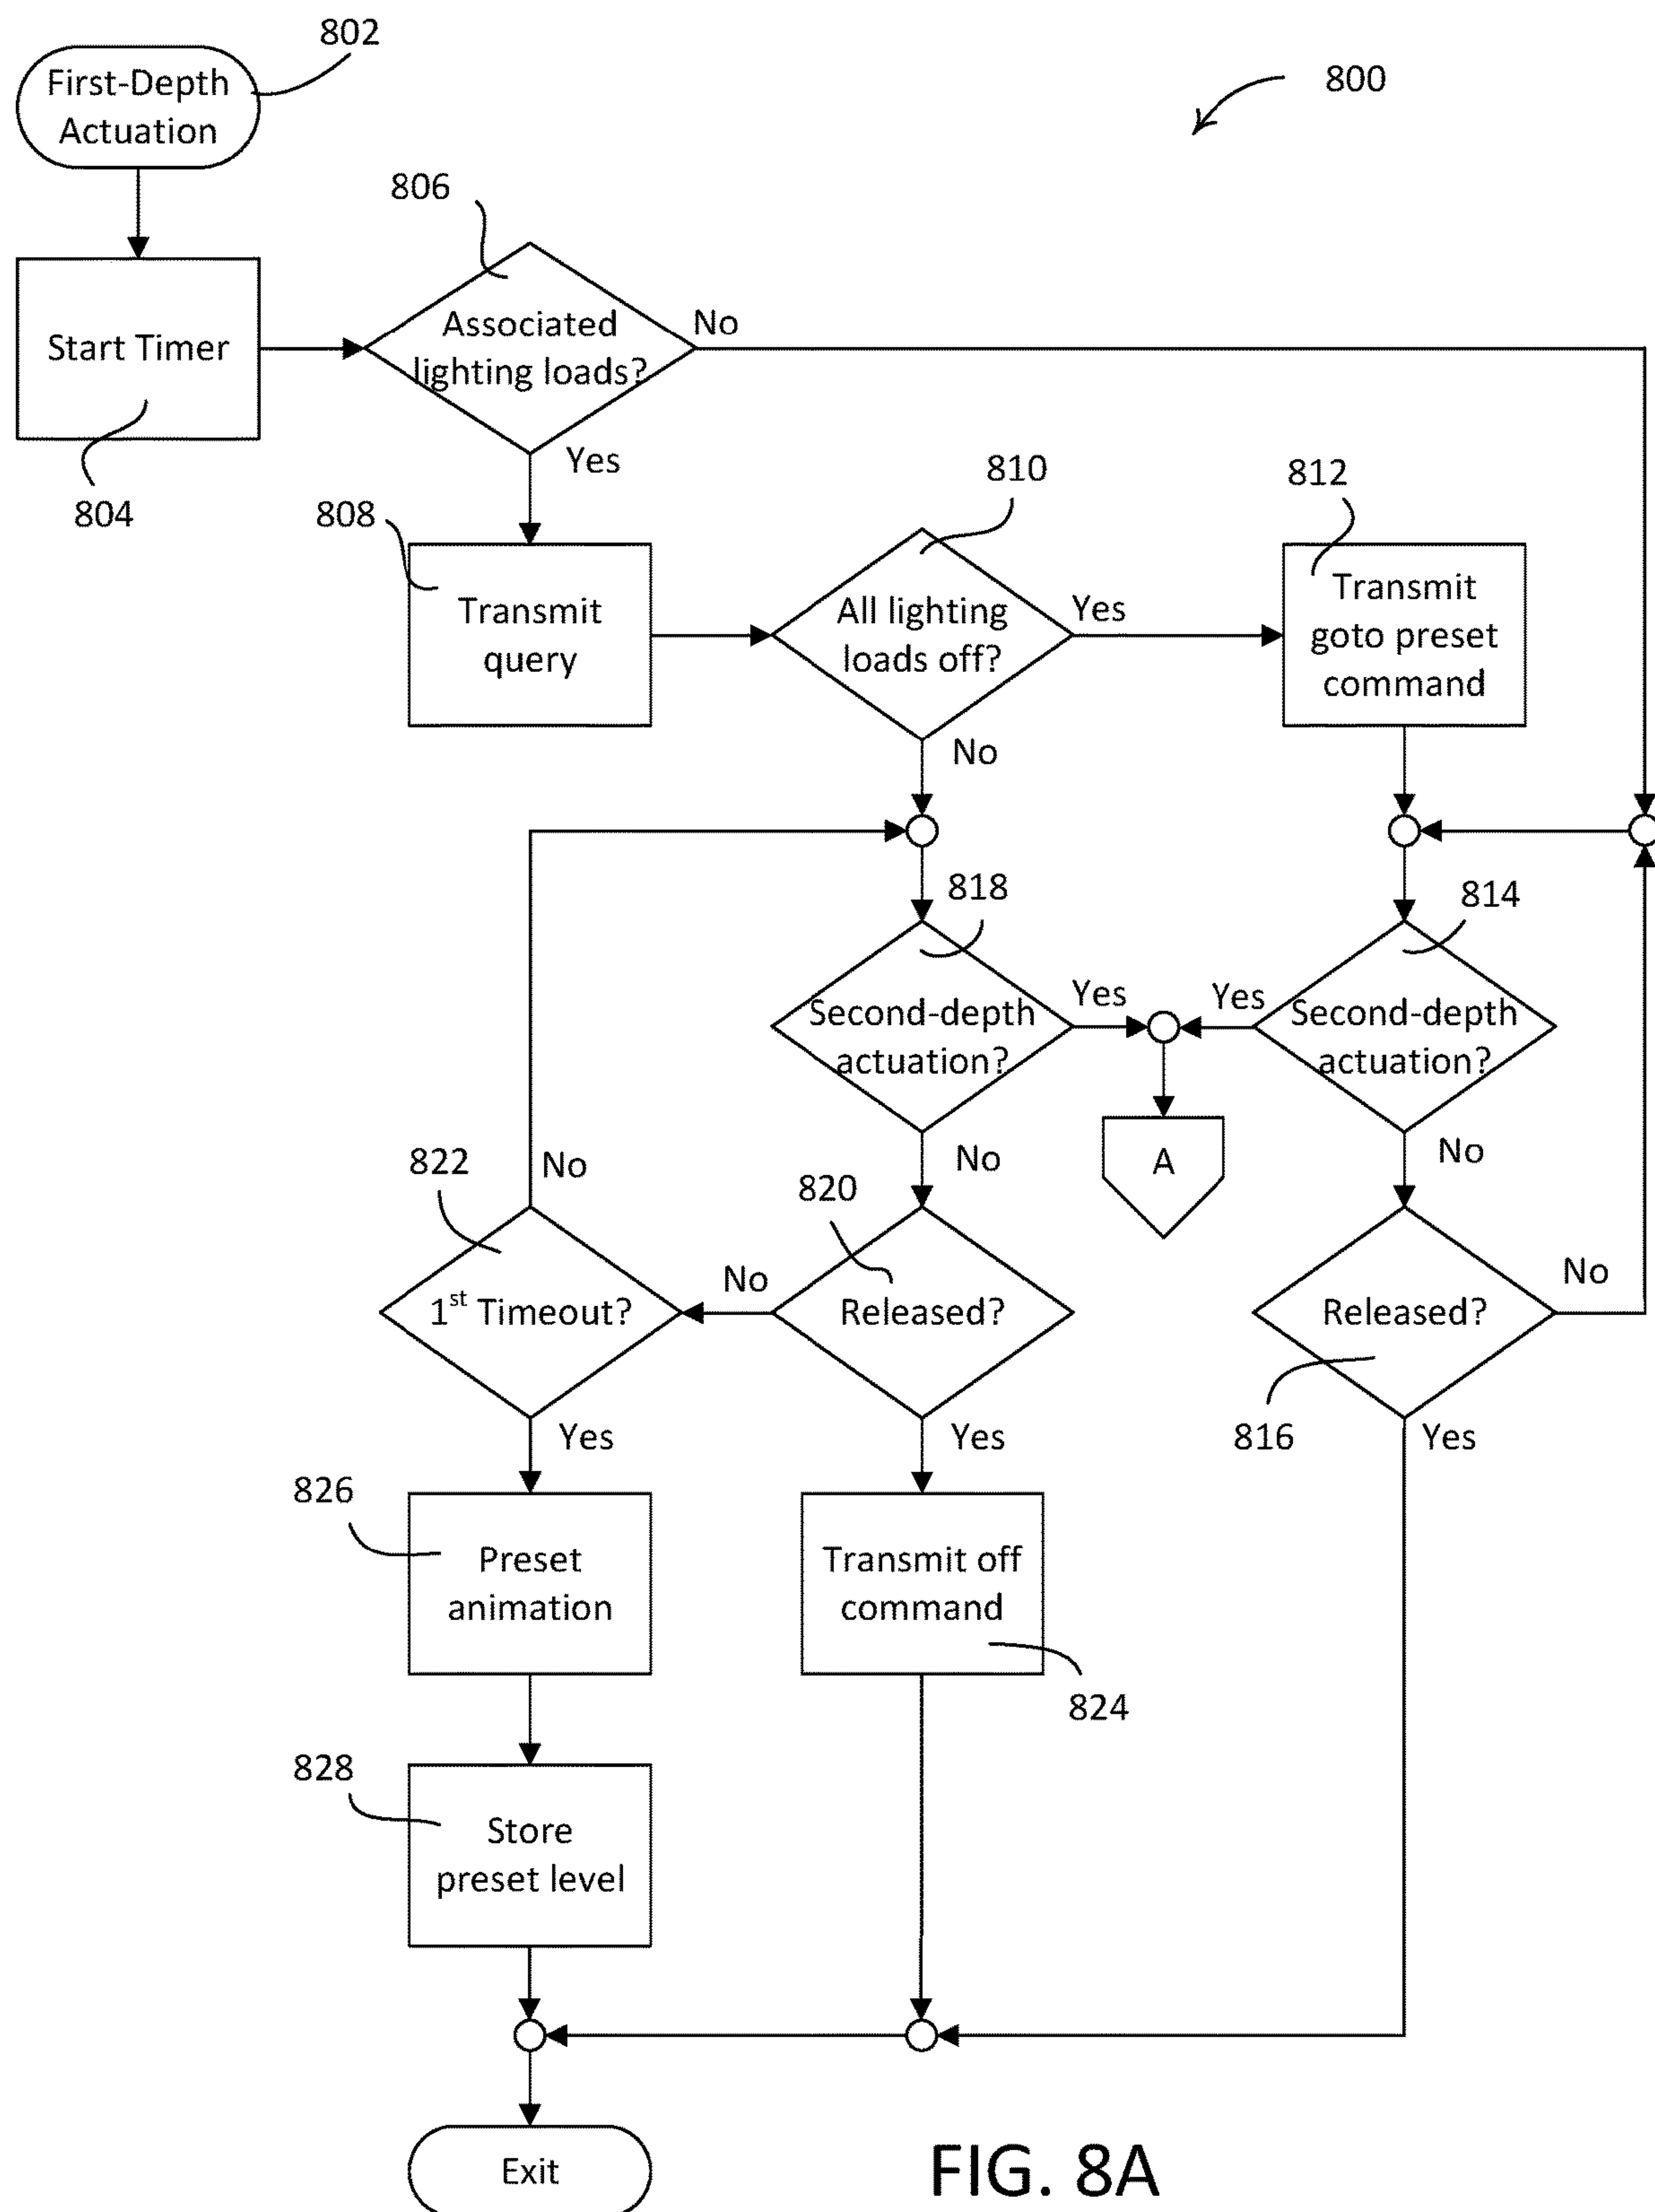 802
First-Depth
Actuation
800
806
Start Timer
804
Associated
lighting loads?
No
Yes
808
Transmit
query
810
All lighting
loads off?
Yes
No
812
Transmit
goto preset
command
818
Second-depth
actuation?
Yes
No
814
Second-depth
actuation?
Yes
No
A
822
No
1st Timeout?
Yes
820
No
Released?
Yes
Released?
No
816
Yes
826
Preset
animation
Transmit off
command
824
828
Store
preset level
Exit
FIG. 8A